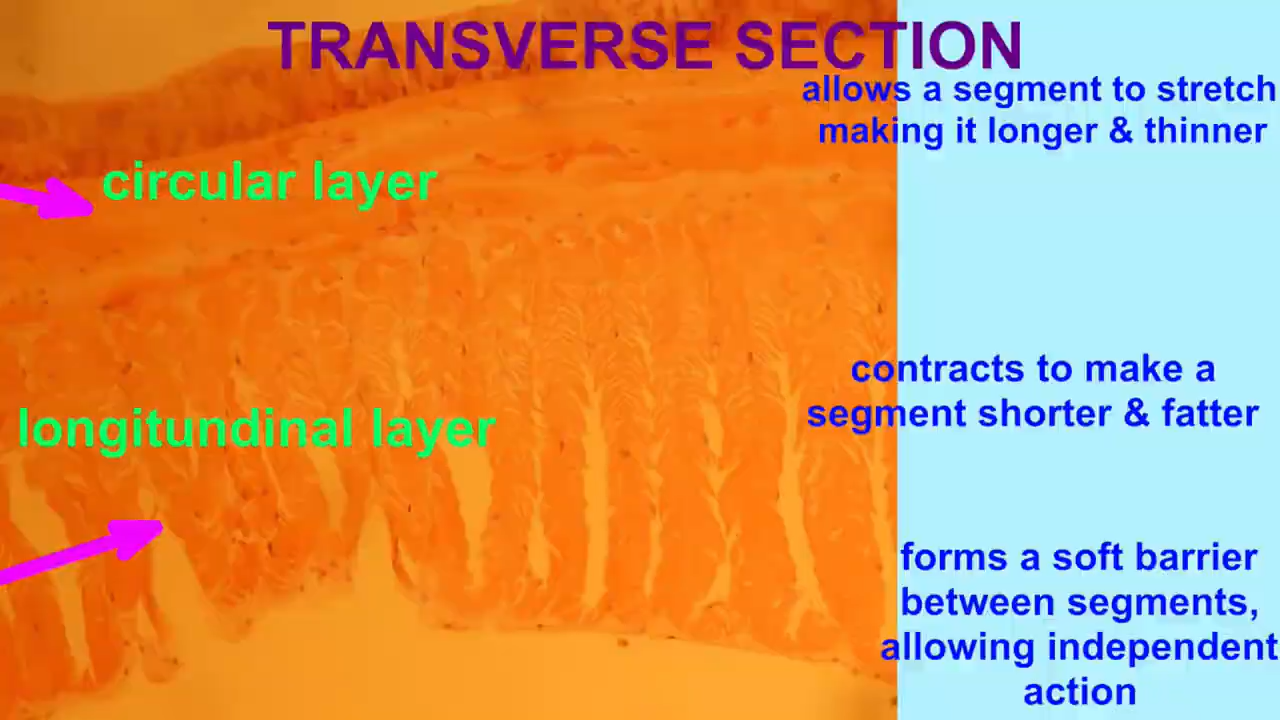 TRANSVERSE SECTION
allows a segment to stretch
making it longer & thinner
circular layer
contracts to make a
segment shorter & fatter
longitundinal layer
forms a soft barrier
between segments,
allowing independent
action